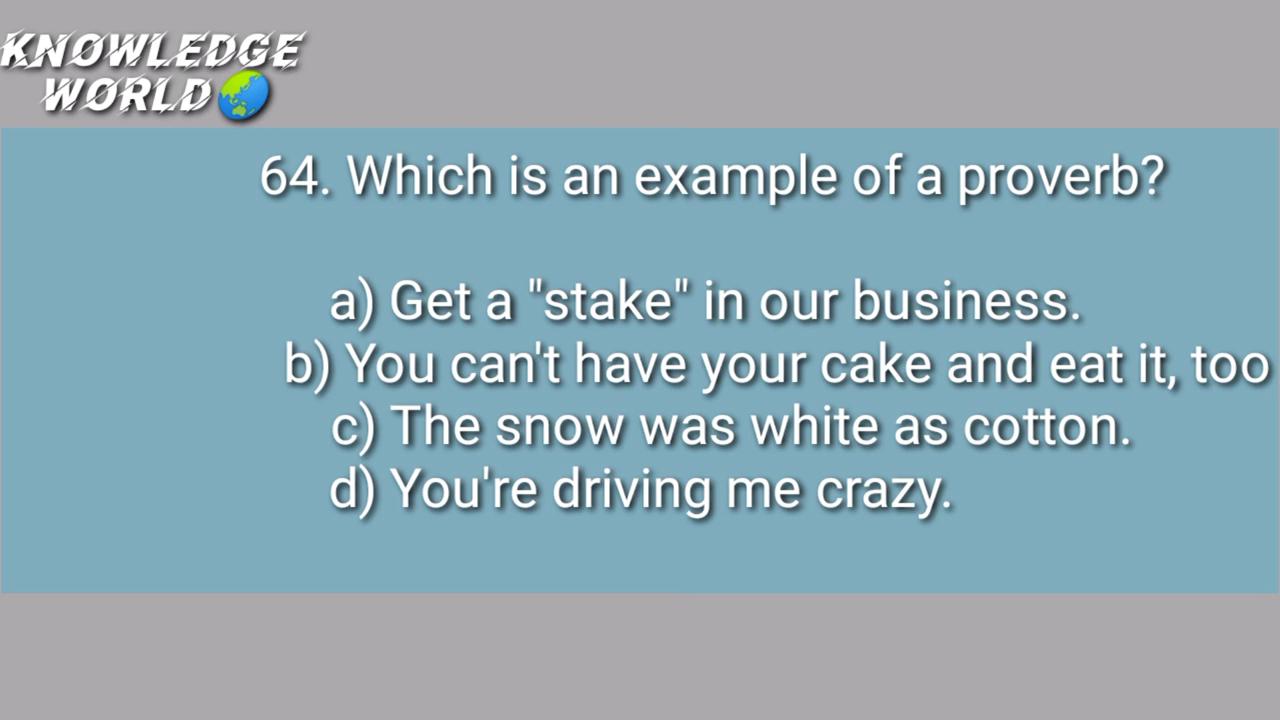 KNOWLEDGE
WORLD
64. Which is an example of a proverb?
a) Get a "stake" in our business.
b) You can't have your cake and eat it, too
c) The snow was white as cotton.
d) You're driving me crazy.